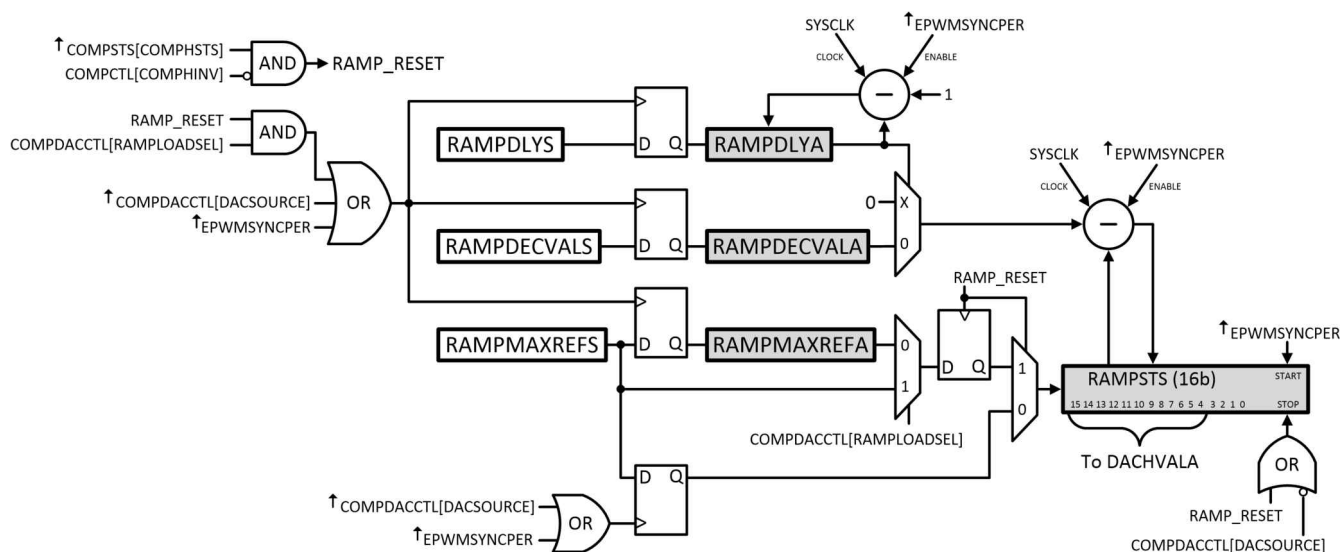 ↑COMPSTS[COMPHSTS]
COMPCTL[COMPHINV]
AND
RAMP_RESET
RAMP_RESET
COMPDACCTL[RAMPLOADSEL]
AND
↑COMPDACCTL[DACSOURCE]
↑EPWMSYNCPER
OR
RAMPDLYS
D Q
RAMPDLYA
SYSCLK
↑EPWMSYNCPER
CLOCK
ENABLE
−
1
RAMPDECVALS
D Q
RAMPDECVALA
0
X
0
SYSCLK
↑EPWMSYNCPER
CLOCK
ENABLE
−
RAMPMAXREFS
D Q
RAMPMAXREFA
0
1
COMPDACCTL[RAMPLOADSEL]
RAMP_RESET
D Q
1
0
↑EPWMSYNCPER
RAMPSTS (16b)
START
15 14 13 12 11 10 9 8 7 6 5 4 3 2 1 0
STOP
To DACHVALA
OR
RAMP_RESET
COMPDACCTL[DACSOURCE]
↑COMPDACCTL[DACSOURCE]
↑EPWMSYNCPER
OR
D Q